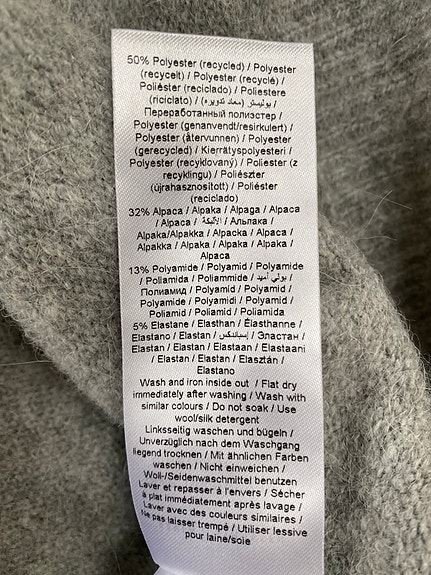 50% Polyester (recycled) / Polyester
(recycelt) / Polyester (recyclé) /
Poliéster (reciclado) / Poliestere
(riciclato) / بوليستر (معاد تدويره) /
Переработанный полиэстер /
Polyester (genanvendt/resirkulert) /
Polyester (återvunnen) / Polyester
(gerecycled) / Kierrätyspolyesteri /
Polyester (recyklovaný) / Poliester (z
recyklingu) / Poliészter
(újrahasznosított) / Poliéster
(reciclado)
32% Alpaca / Alpaka / Alpaga / Alpaca
/ Alpaca / الألبكة / Альпака /
Alpaka/Alpakka / Alpacka / Alpaca /
Alpakka / Alpaka / Alpaka / Alpaka /
Alpaca
13% Polyamide / Polyamid / Polyamide
/ Poliamida / Poliammide / بولي أميد /
Полиамид / Polyamid / Polyamid /
Polyamide / Polyamidi / Polyamid /
Poliamid / Poliamid / Poliamida
5% Elastane / Elasthan / Élasthanne /
Elastano / Elastan / إسباندكس / Эластан /
Elastan / Elastan / Elastaan / Elastaani
/ Elastan / Elastan / Elasztán /
Elastano
Wash and iron inside out / Flat dry
immediately after washing / Wash with
similar colours / Do not soak / Use
wool/silk detergent
Linksseitig waschen und bügeln /
Unverzüglich nach dem Waschgang
liegend trocknen / Mit ähnlichen Farben
waschen / Nicht einweichen /
Woll-/Seidenwaschmittel benutzen
Laver et repasser à l'envers / Sécher
à plat immédiatement après lavage /
Laver avec des couleurs similaires /
Ne pas laisser trempé / Utiliser lessive
pour laine/soie